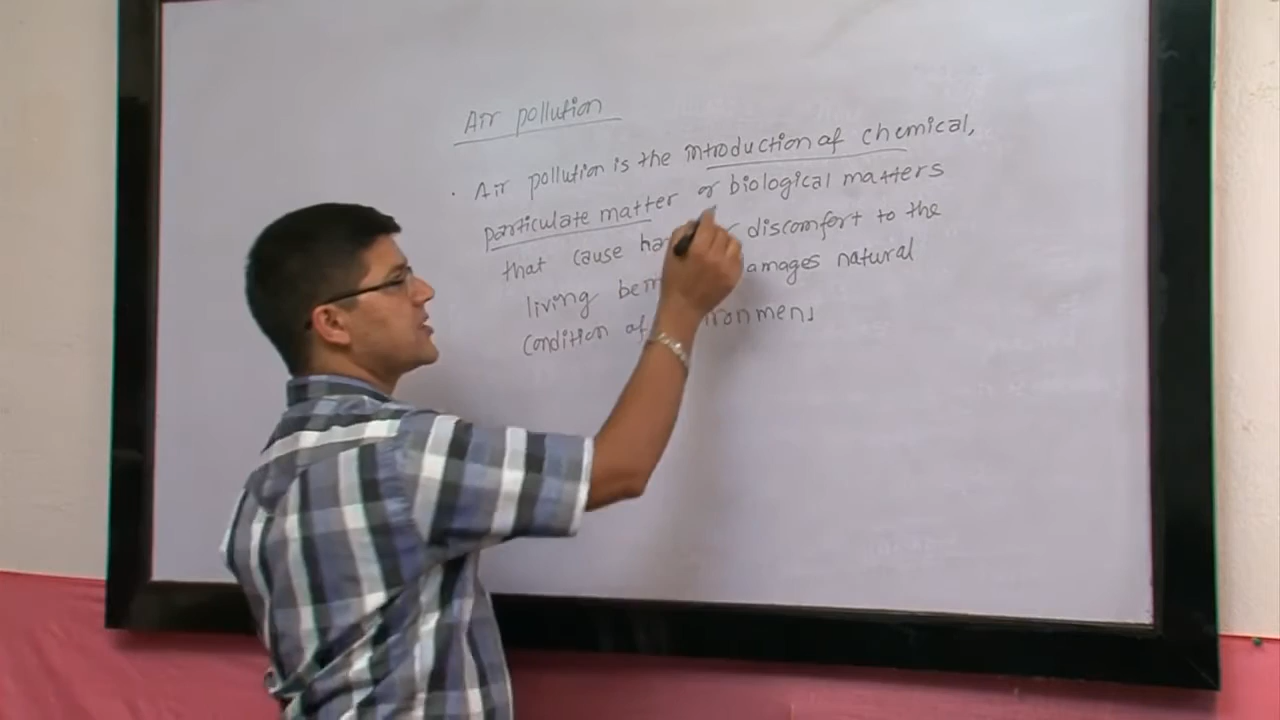 Air pollution
. Air pollution is the introduction of chemical,
particulate matter or biological matters
that cause discomfort to the
living natural
condition of